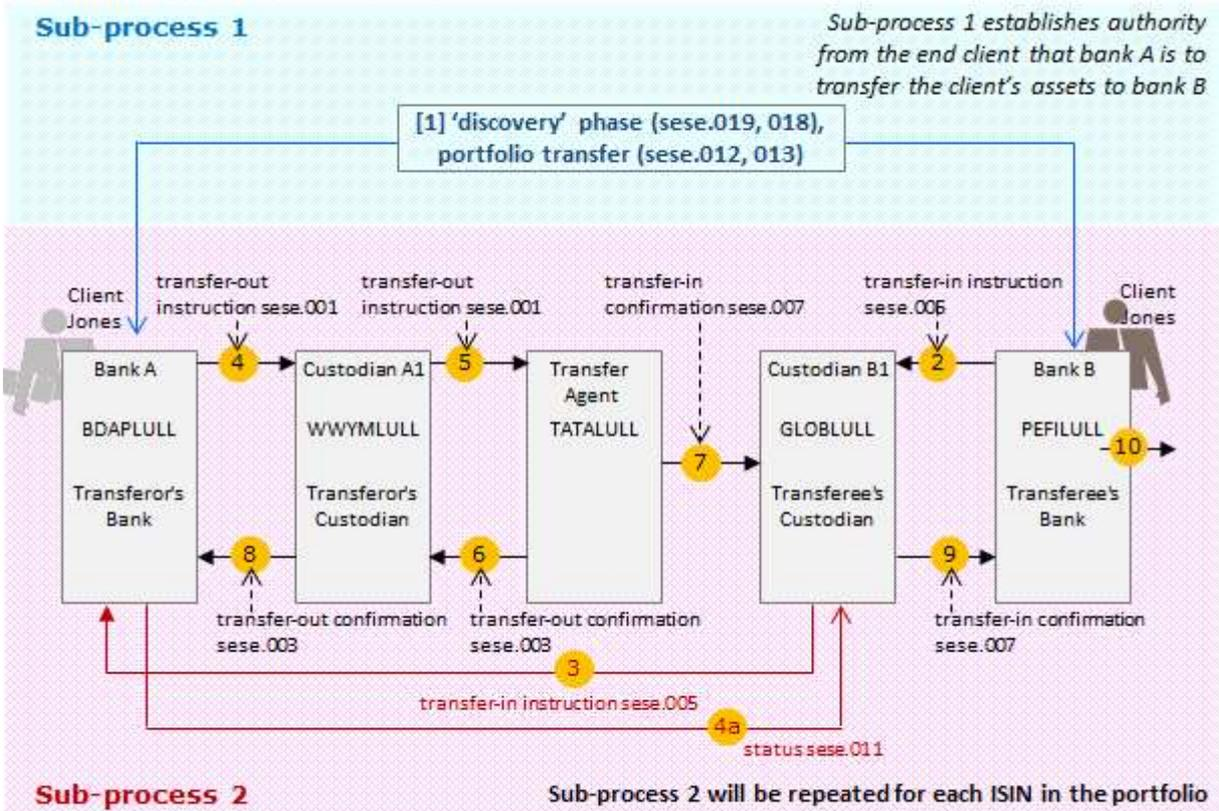 Sub-process 1
Sub-process 1 establishes authority
from the end client that bank A is to
transfer the client's assets to bank B
[1] 'discovery' phase (sese.019, 018),
portfolio transfer (sese.012, 013)
Client
Jones
transfer-out
instruction sese.001
transfer-out
instruction sese.001
transfer-in
confirmation sese.007
transfer-in instruction
sese.005
Client
Jones
Bank A
BDAPLULL
Transferor's
Bank
4
Custodian A1
WWYMLULL
Transferor's
Custodian
5
Transfer
Agent
TATALULL
7
Custodian B1
GLOBLULL
Transferee's
Custodian
2
Bank B
PEFILULL
Transferee's
Bank
10
8
6
9
transfer-out confirmation
sese.003
transfer-out confirmation
sese.003
transfer-in confirmation
sese.007
3
transfer-in instruction sese.005
4a
status sese.011
Sub-process 2
Sub-process 2 will be repeated for each ISIN in the portfolio